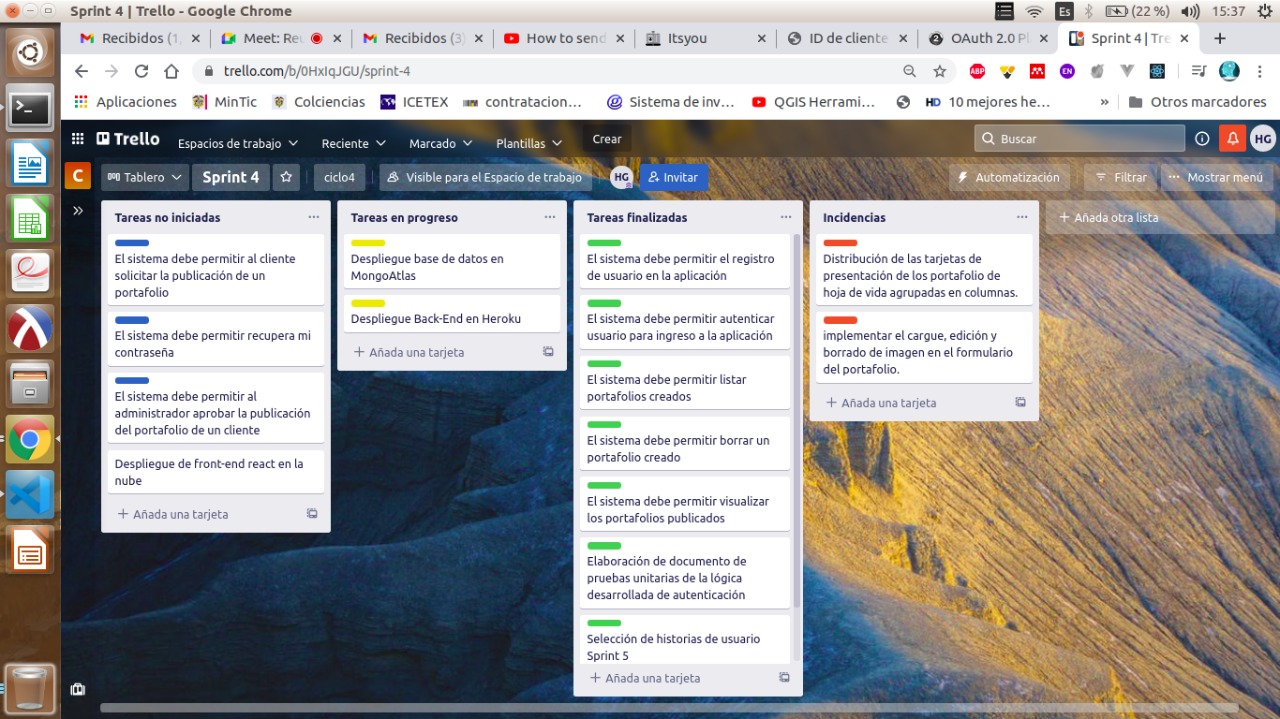 Sprint 4 | Trello - Google Chrome
Es
(22 %)
15:37
Recibidos (1,
Meet: Reu
Recibidos (3)
How to send
Itsyou
ID de cliente
OAuth 2.0 Pl
Sprint 4 | Tre
trello.com/b/0HxIqJGU/sprint-4
ABP
EN
Aplicaciones
MinTic
Colciencias
ICETEX
contratacion...
Sistema de inv...
QGIS Herrami...
HD 10 mejores he...
»
Otros marcadores
Trello
Espacios de trabajo
Reciente
Marcado
Plantillas
Crear
Buscar
HG
C
Tablero
Sprint 4
ciclo4
Visible para el Espacio de trabajo
HG
Invitar
Automatización
Filtrar
Mostrar menú
Tareas no iniciadas
El sistema debe permitir al cliente
solicitar la publicación de un
portafolio
El sistema debe permitir recupera mi
contraseña
El sistema debe permitir al
administrador aprobar la publicación
del portafolio de un cliente
Despliegue de front-end react en la
nube
+ Añada una tarjeta
Tareas en progreso
Despliegue base de datos en
MongoAtlas
Despliegue Back-End en Heroku
+ Añada una tarjeta
Tareas finalizadas
El sistema debe permitir el registro
de usuario en la aplicación
El sistema debe permitir autenticar
usuario para ingreso a la aplicación
El sistema debe permitir listar
portafolios creados
El sistema debe permitir borrar un
portafolio creado
El sistema debe permitir visualizar
los portafolios publicados
Elaboración de documento de
pruebas unitarias de la lógica
desarrollada de autenticación
Selección de historias de usuario
Sprint 5
+ Añada una tarjeta
Incidencias
Distribución de las tarjetas de
presentación de los portafolio de
hoja de vida agrupadas en columnas.
implementar el cargue, edición y
borrado de imagen en el formulario
del portafolio.
+ Añada una tarjeta
+ Añada otra lista